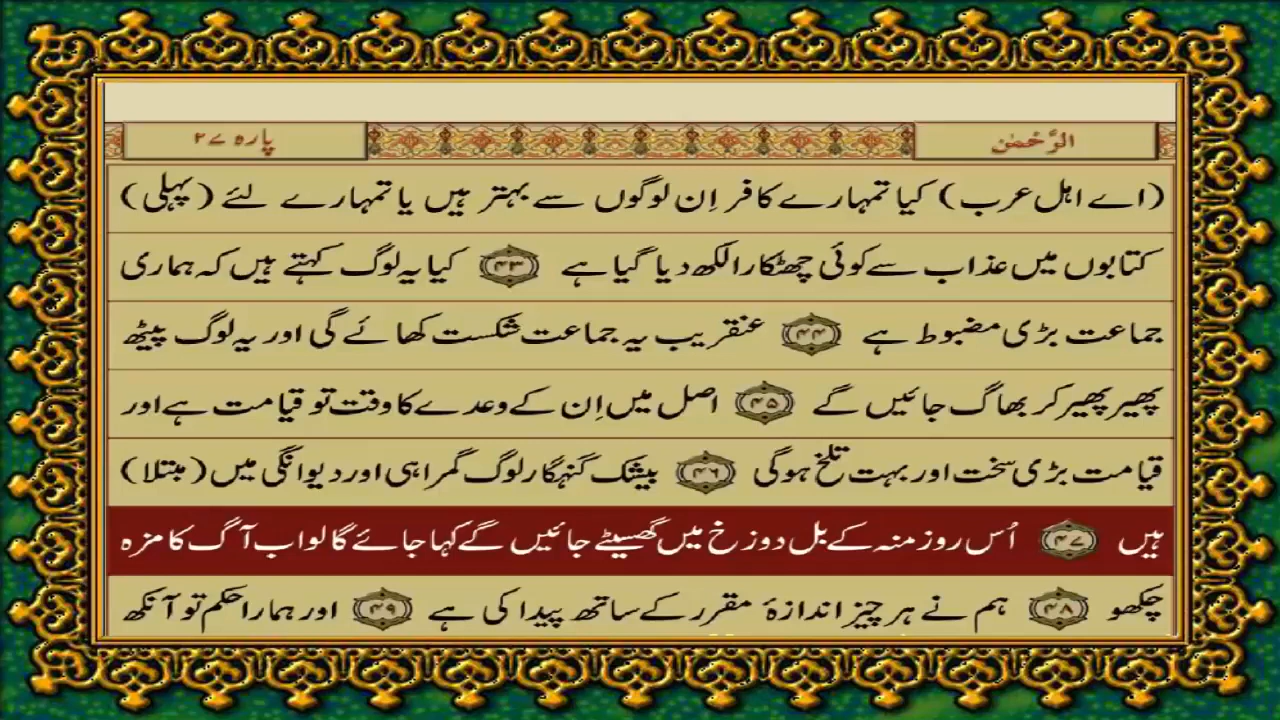 الرَّحْمٰن
پارہ ۲۷
(اے اہل عرب) کیا تمہارے کافر اِن لوگوں سے بہتر ہیں یا تمہارے لئے (پہلی)
کتابوں میں عذاب سے کوئی چھٹکارا لکھ دیا گیا ہے ۴۳ کیا یہ لوگ کہتے ہیں کہ ہماری
جماعت بڑی مضبوط ہے ۴۴ عنقریب یہ جماعت شکست کھائے گی اور یہ لوگ پیٹھ
پھیر پھیر کر بھاگ جائیں گے ۴۵ اصل میں اِن کے وعدے کا وقت تو قیامت ہے اور
قیامت بڑی سخت اور بہت تلخ ہوگی ۴۶ بیشک گنہگار لوگ گمراہی اور دیوانگی میں (مبتلا)
ہیں ۴۷ اُس روز منہ کے بل دوزخ میں گھسیٹے جائیں گے کہا جائے گا لو اب آگ کا مزہ
چکھو ۴۸ ہم نے ہر چیز اندازۂ مقرر کے ساتھ پیدا کی ہے ۴۹ اور ہمارا حکم تو آنکھ